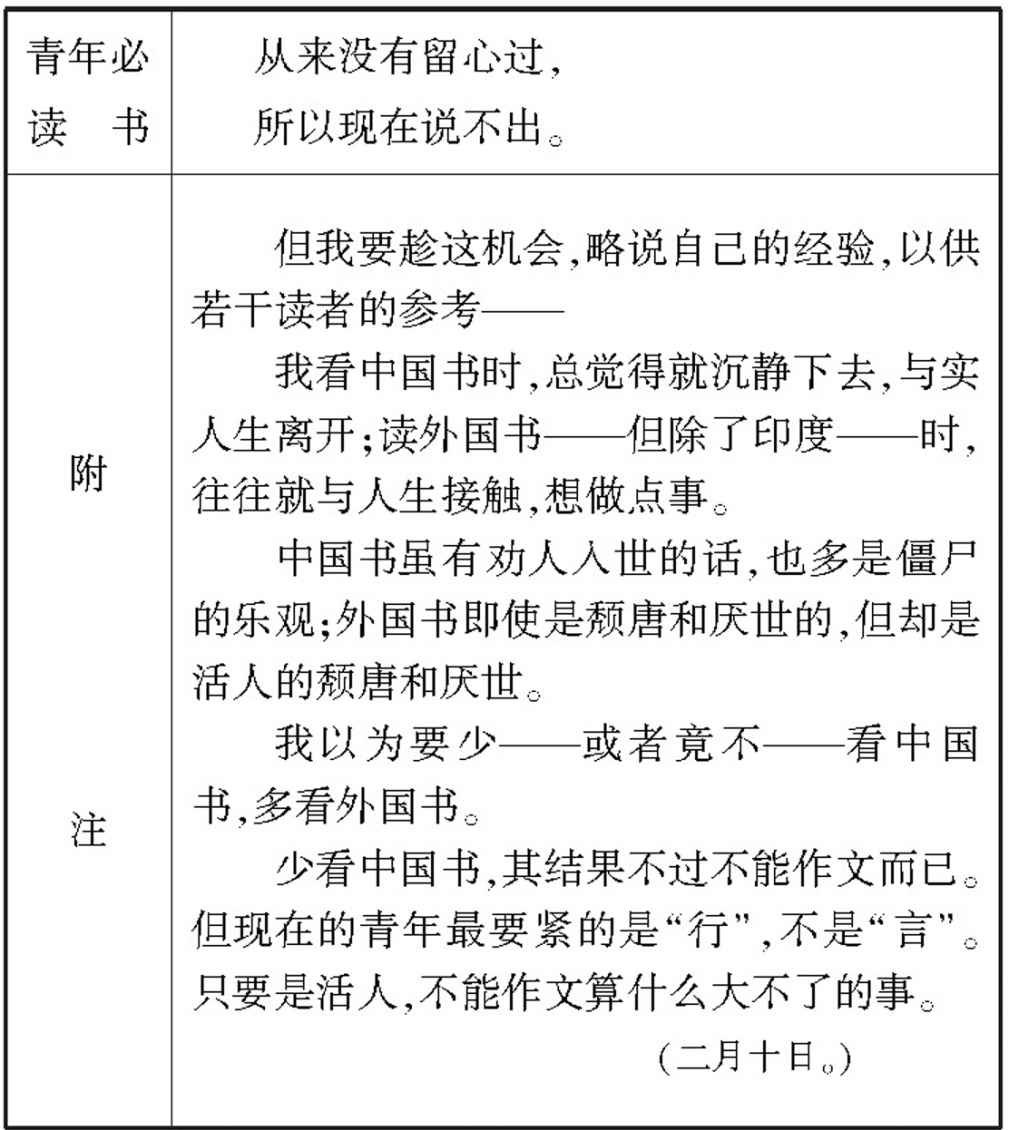 青年必
读 书
从来没有留心过，
所以现在说不出。
附
注
但我要趁这机会，略说自己的经验，以供
若干读者的参考——
我看中国书时，总觉得就沉静下去，与实
人生离开；读外国书——但除了印度——时，
往往就与人生接触，想做点事。
中国书虽有劝人入世的话，也多是僵尸
的乐观；外国书即使是颓唐和厌世的，但却是
活人的颓唐和厌世。
我以为要少——或者竟不——看中国
书，多看外国书。
少看中国书，其结果不过不能作文而已。
但现在的青年最要紧的是“行”，不是“言”。
只要是活人，不能作文算什么大不了的事。
（二月十日。）